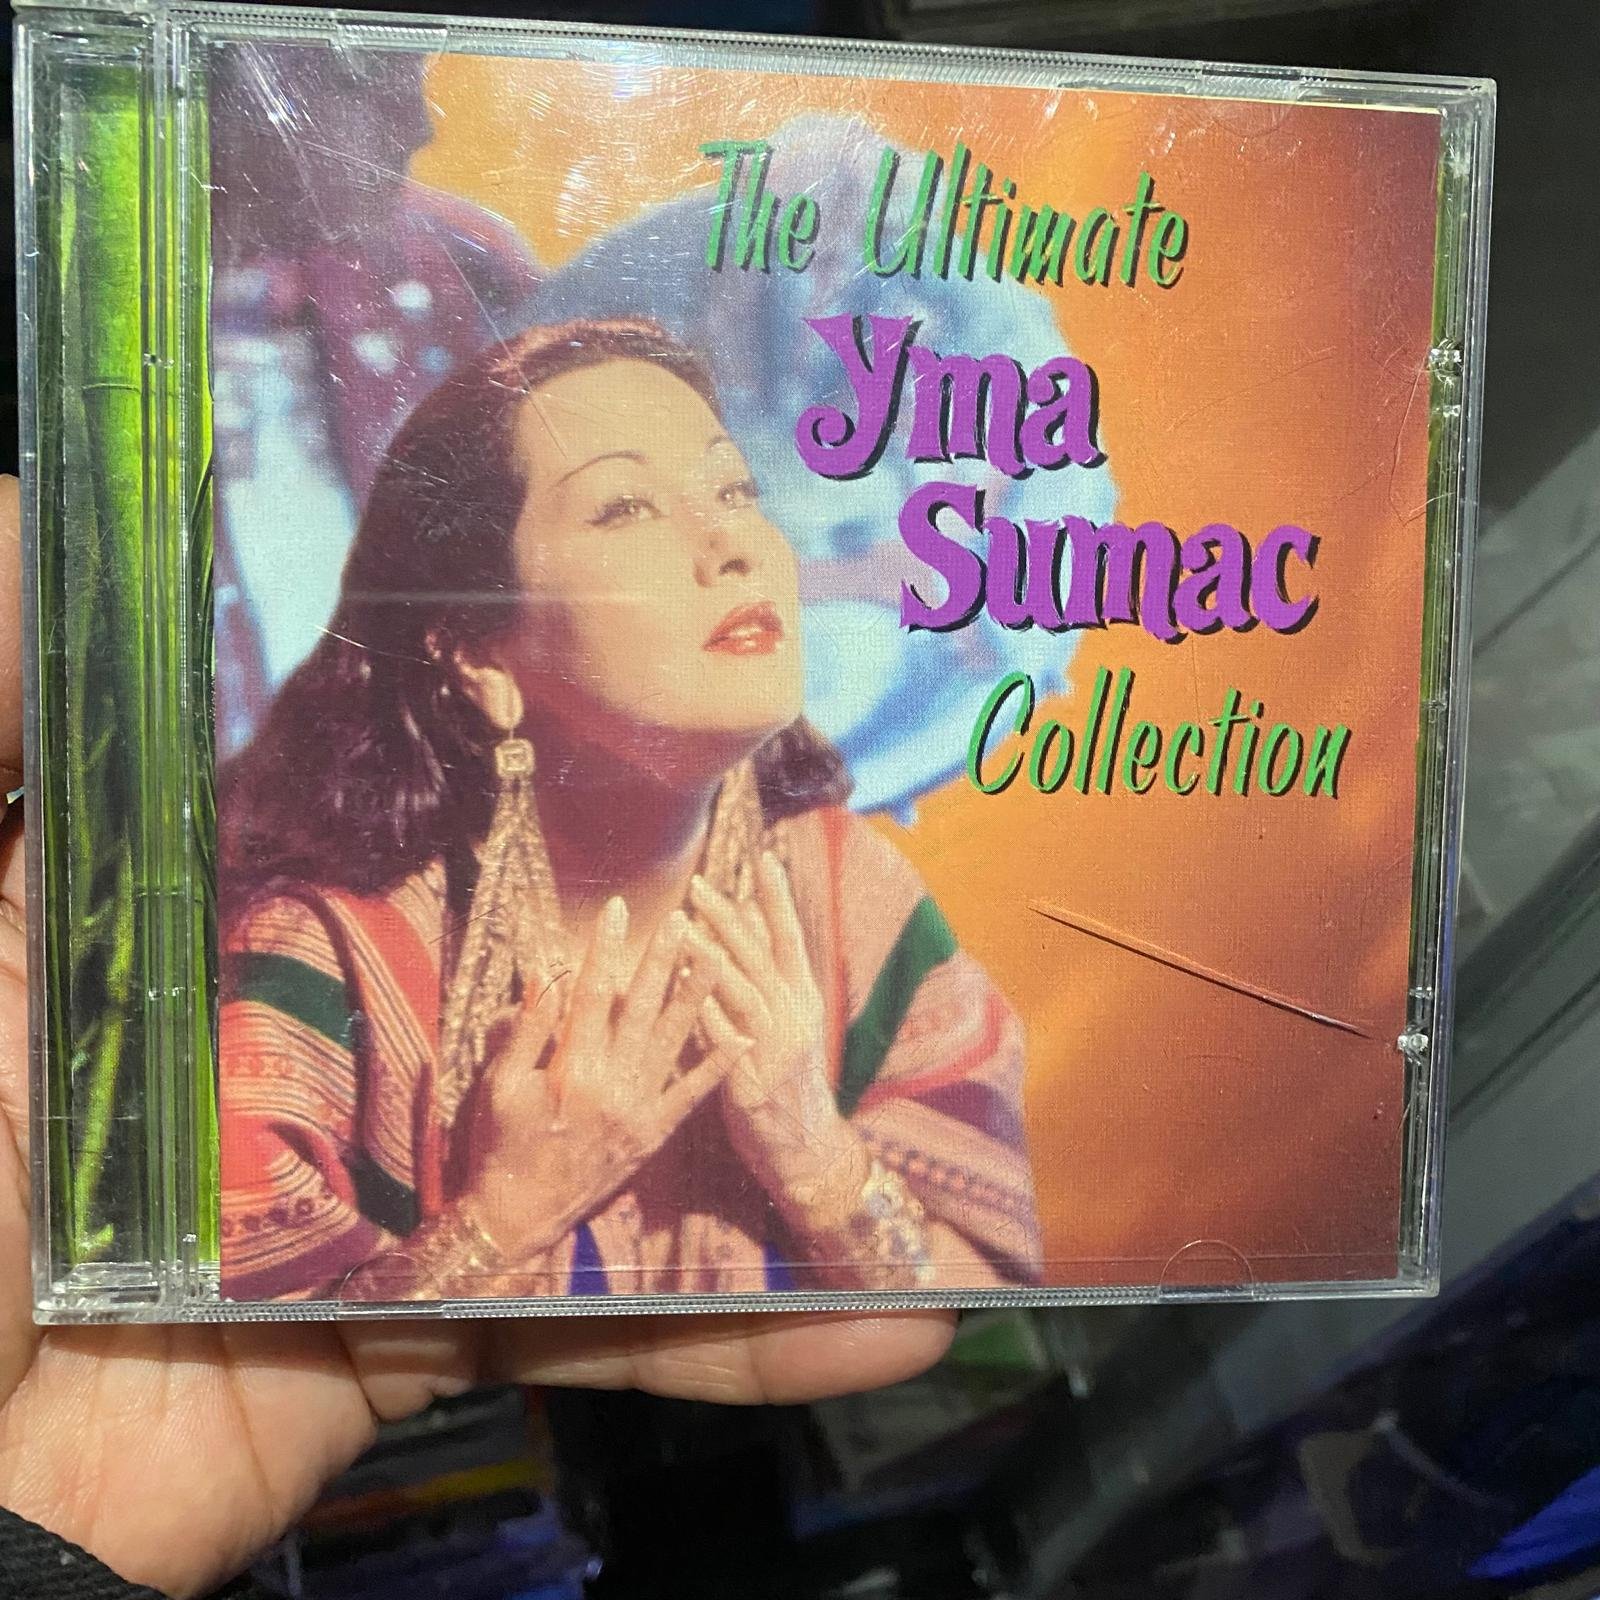 The Ultimate
Yma
Sumac
Collection